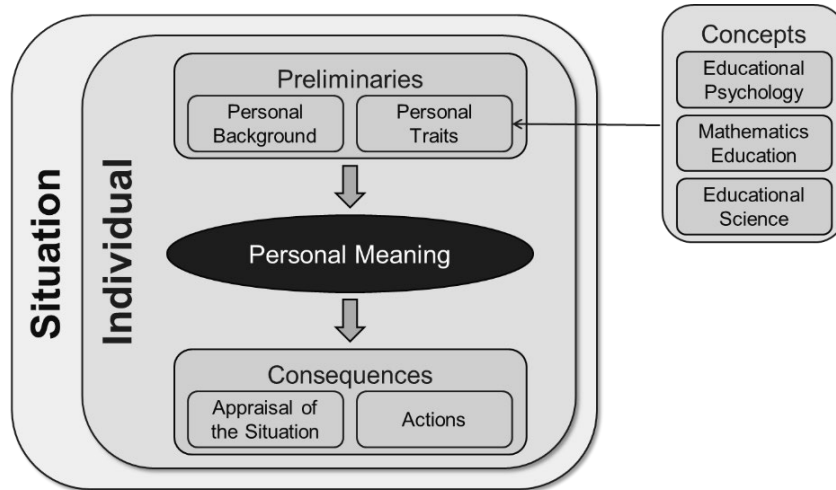 Situation
Individual
Preliminaries
Personal
Background
Personal
Traits
Personal Meaning
Consequences
Appraisal of
the Situation
Actions
Concepts
Educational
Psychology
Mathematics
Education
Educational
Science